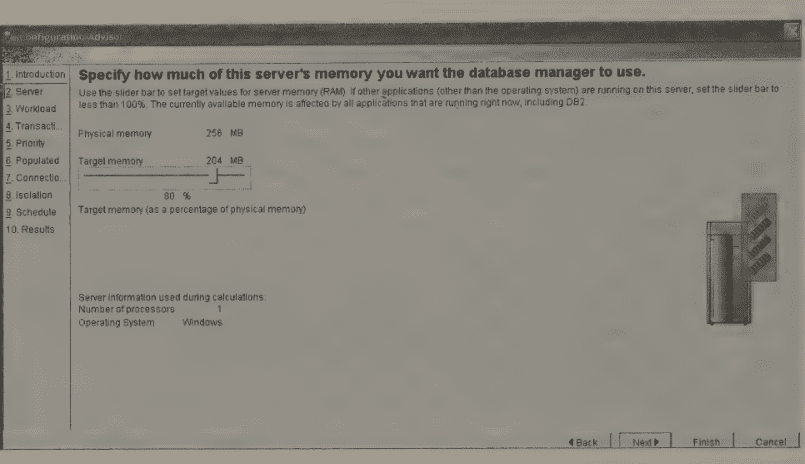 Configuration Advisor
1. Introduction
2. Server
3. Workload
4. Transacti...
5. Priority
6. Populated
7. Connectio...
8. Isolation
9. Schedule
10. Results
Specify how much of this server's memory you want the database manager to use.
Use the slider bar to set target values for server memory (RAM) If other applications (other than the operating system) are running on this server, set the slider bar to
less than 100%. The currently available memory is affected by all applications that are running right now, including DB2.
Physical memory 256 MB
Target memory 204 MB
80 %
Target memory (as a percentage of physical memory)
Server information used during calculations:
Number of processors 1
Operating System Windows
Back Next Finish Cancel